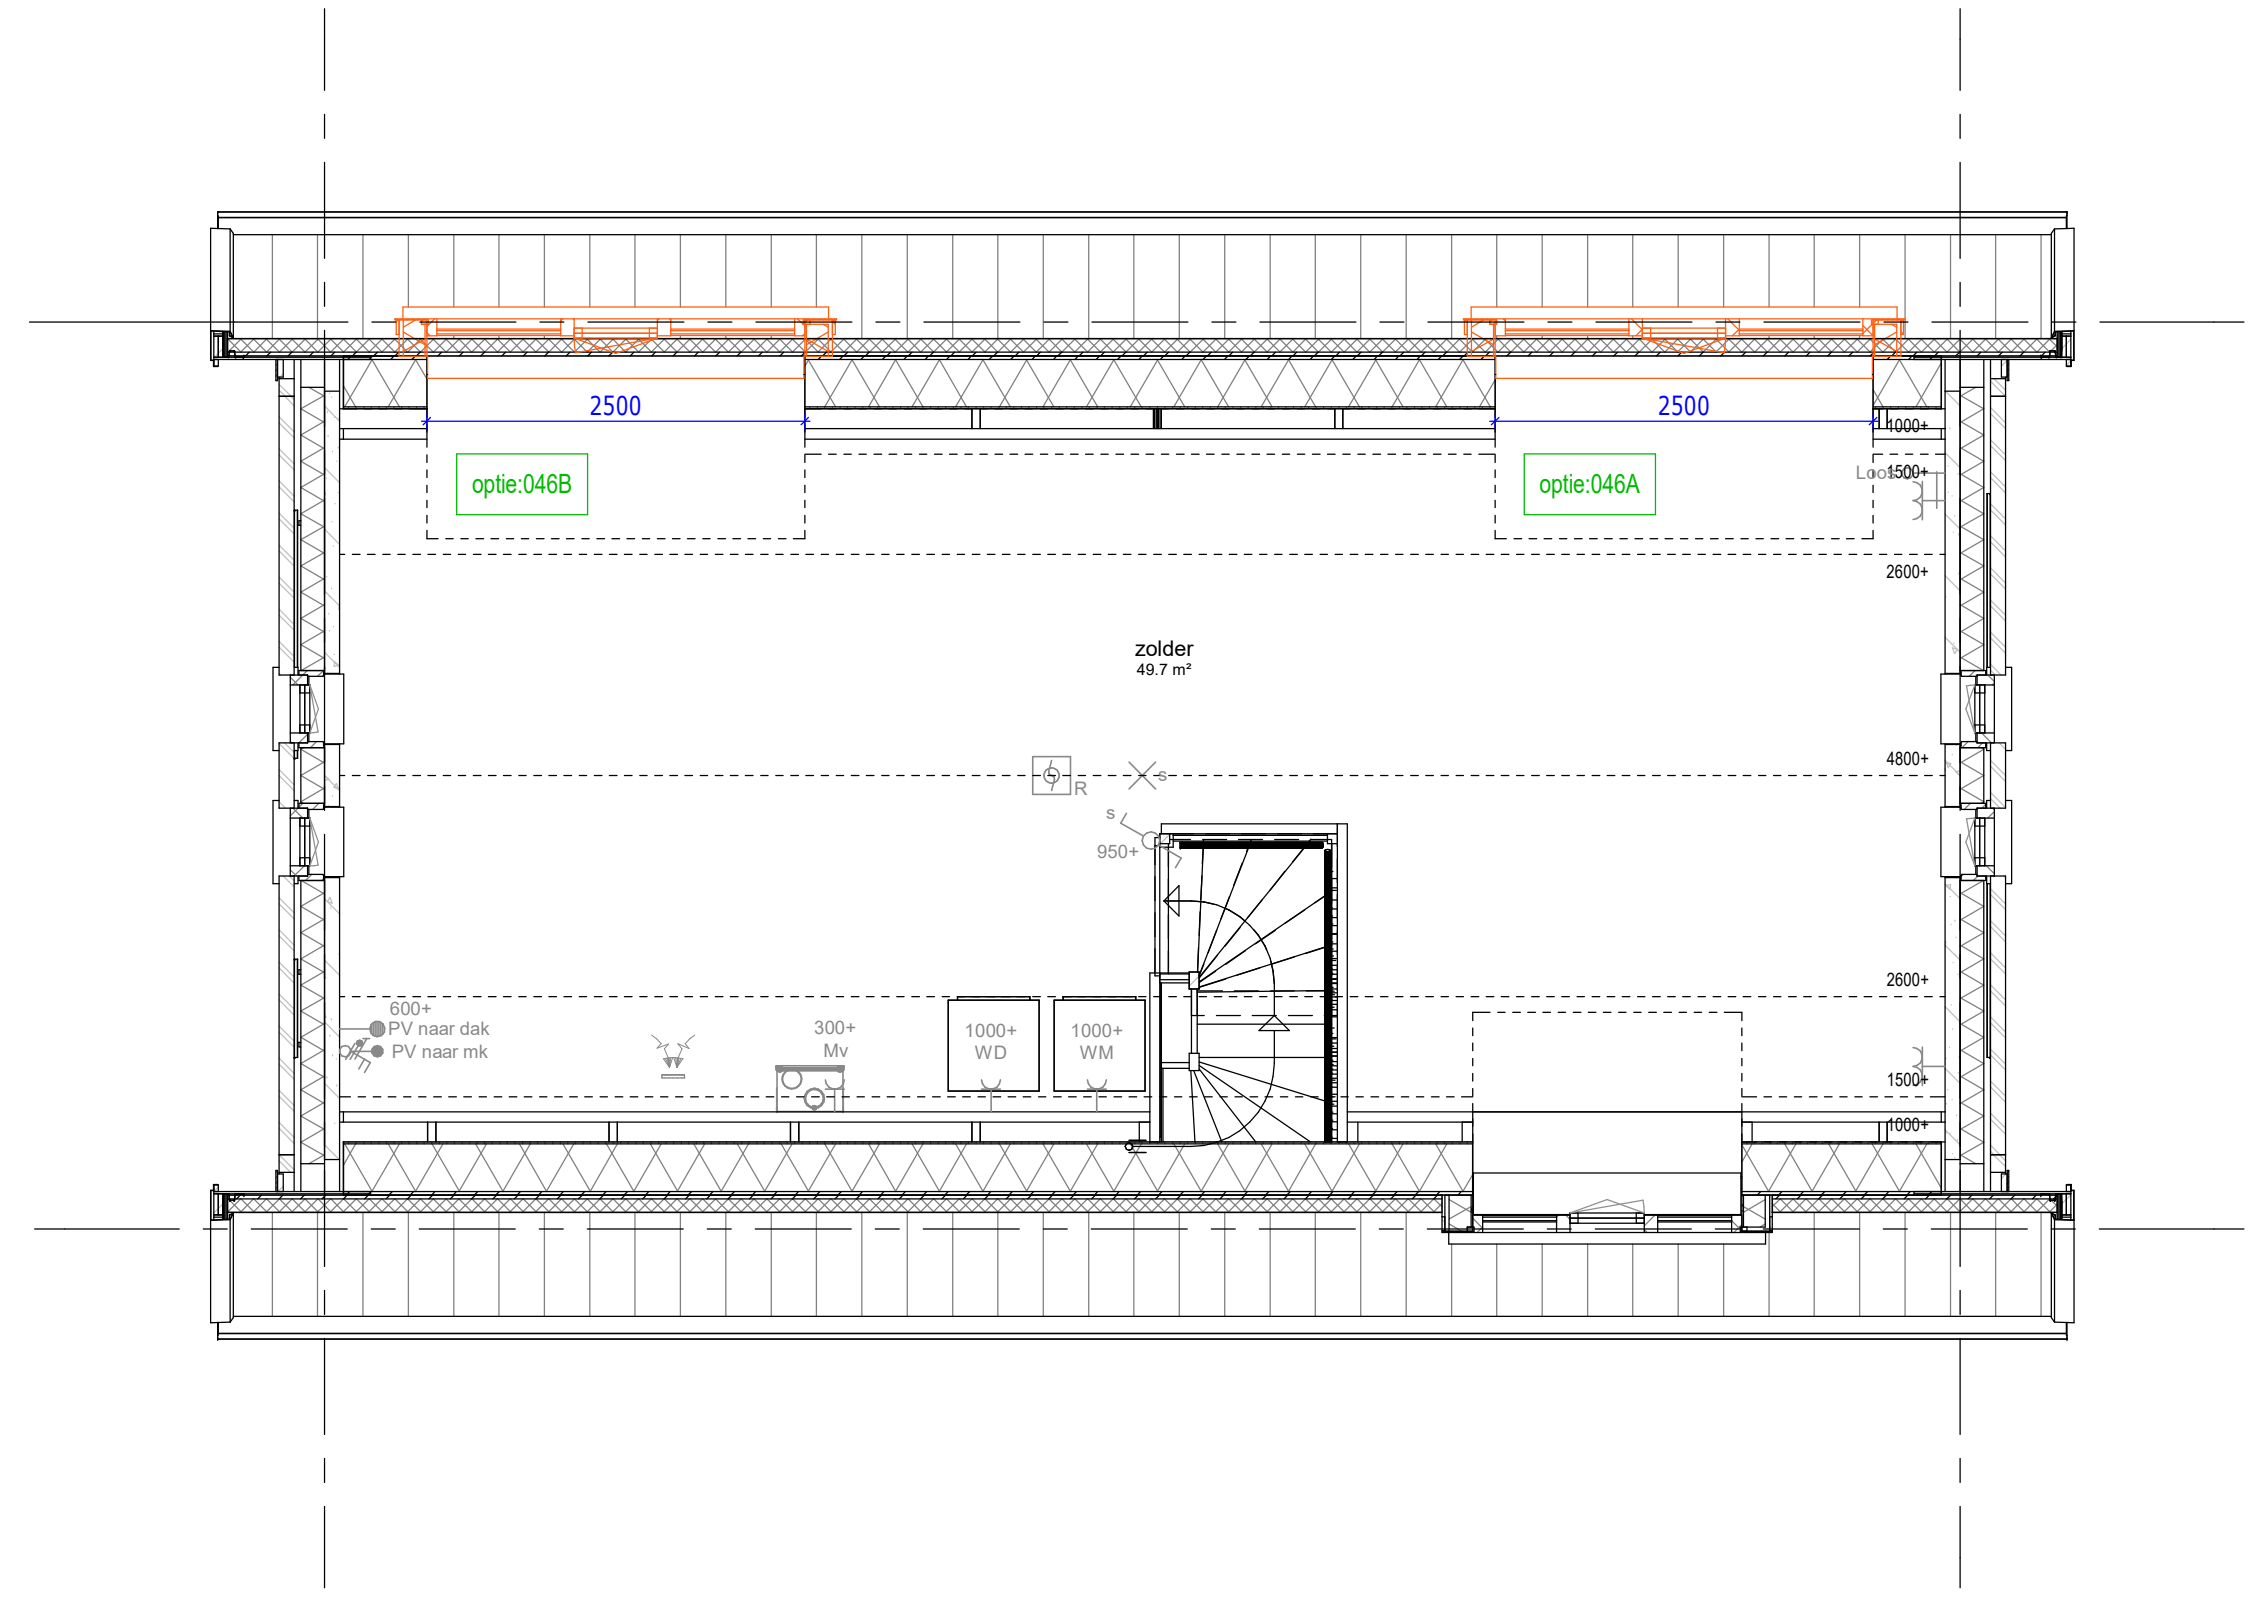 2500
2500
1000+
optie:046B
optie:046A
1500+
Loos
2600+
zolder
49.7 m²
4800+
R
s
s
950+
2600+
600+
PV naar dak
PV naar mk
300+
Mv
1000+
WD
1000+
WM
1500+
1000+